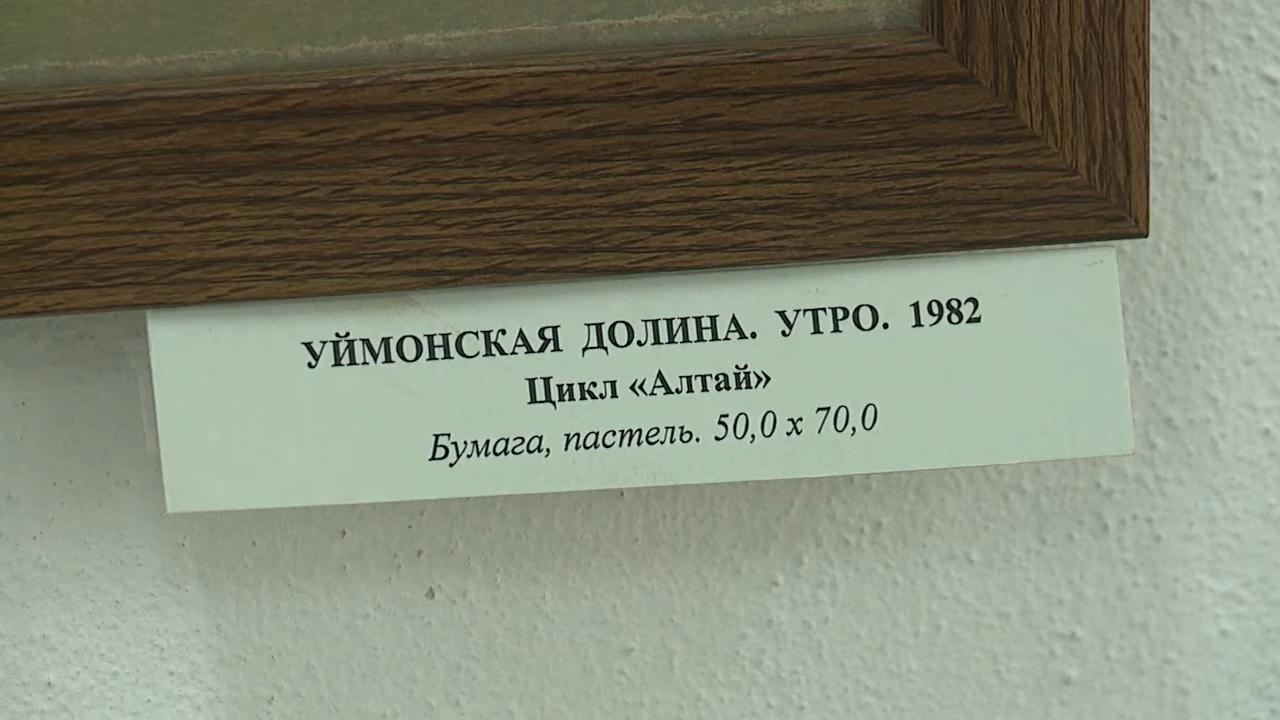 УЙМОНСКАЯ ДОЛИНА. УТРО. 1982
Цикл «Алтай»
Бумага, пастель. 50,0 х 70,0